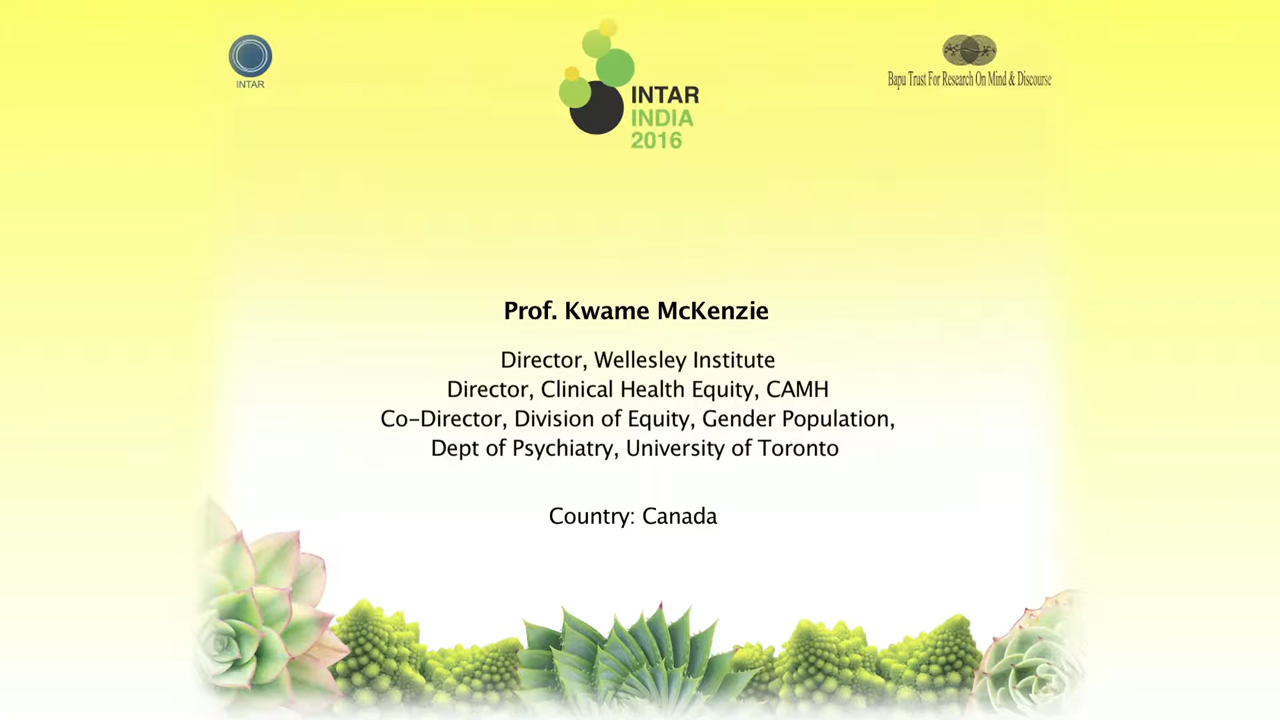 INTAR
INTAR
INDIA
2016
Bapu Trust For Research On Mind & Discourse
Prof. Kwame McKenzie
Director, Wellesley Institute
Director, Clinical Health Equity, CAMH
Co-Director, Division of Equity, Gender Population,
Dept of Psychiatry, University of Toronto
Country: Canada